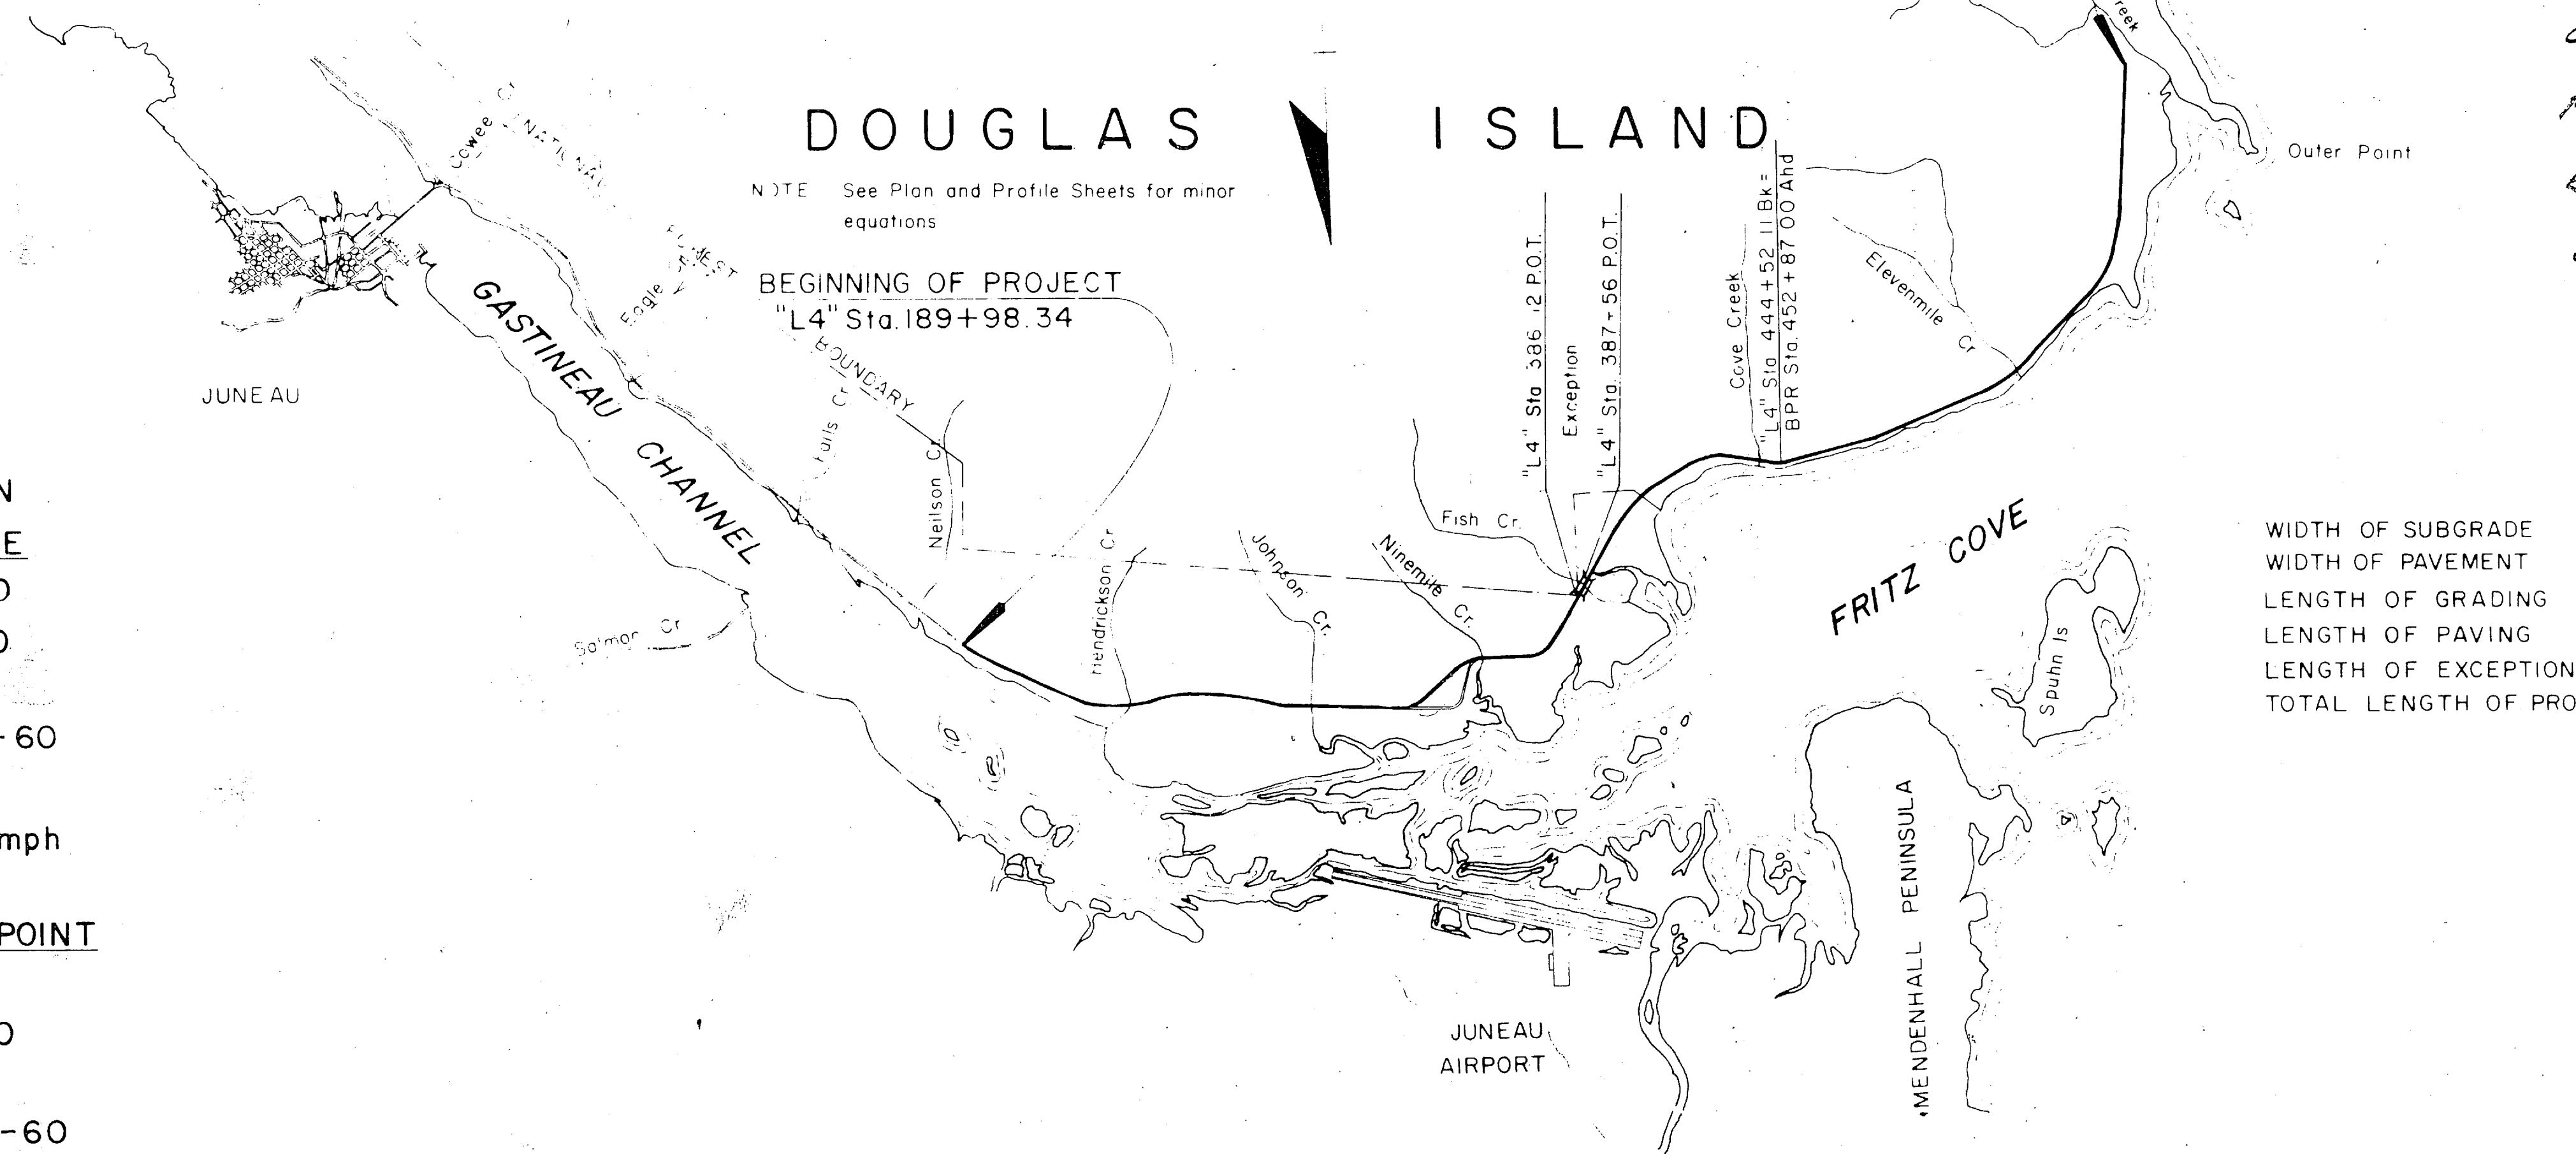 DOUGLAS ISLAND
NOTE See Plan and Profile Sheets for minor
equations
BEGINNING OF PROJECT
"L4" Sta. 189+98.34
Cowee Cr
NATIONAL
FOREST
BOUNDARY
Eagle
JUNEAU
GASTINEAU CHANNEL
Falls Cr
Neilson Cr.
Salmon Cr
Hendrickson Cr
Johnson Cr.
Ninemile Cr.
Fish Cr.
"L4" Sta 386 12 P.O.T.
Exception
"L4" Sta. 387+56 P.O.T.
Cove Creek
"L4" Sta 444+52 11 Bk =
BPR Sta. 452+87 00 Ahd
Elevenmile Cr
reek
Outer Point
FRITZ COVE
Spuhn Is
MENDENHALL PENINSULA
JUNEAU
AIRPORT
N
E
0
0
-60
mph
POINT
0
-60
WIDTH OF SUBGRADE
WIDTH OF PAVEMENT
LENGTH OF GRADING
LENGTH OF PAVING
LENGTH OF EXCEPTION
TOTAL LENGTH OF PRO